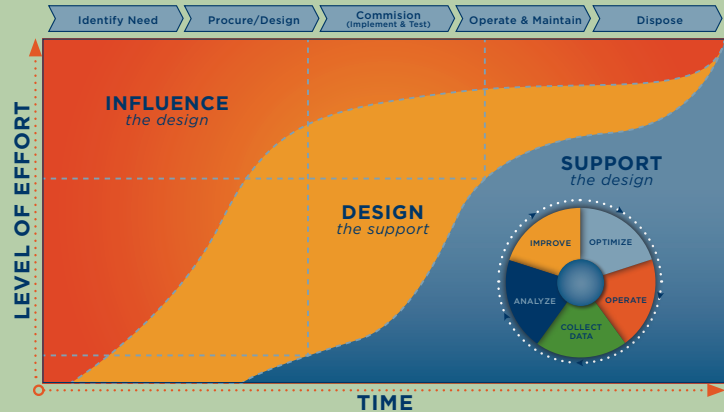 Identify Need
Procure/Design
Commision
(Implement & Test)
Operate & Maintain
Dispose
LEVEL OF EFFORT
INFLUENCE
the design
DESIGN
the support
SUPPORT
the design
IMPROVE
OPTIMIZE
ANALYZE
OPERATE
COLLECT
DATA
TIME